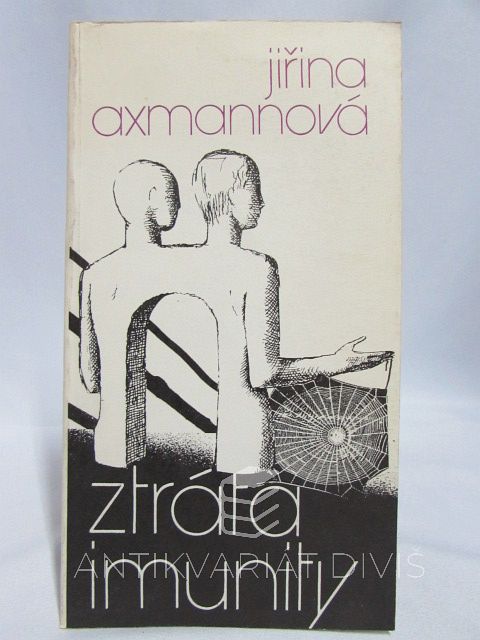 jiřina
axmannová
ztráta
ANTIKVARIÁT DIVIŠ
imunity